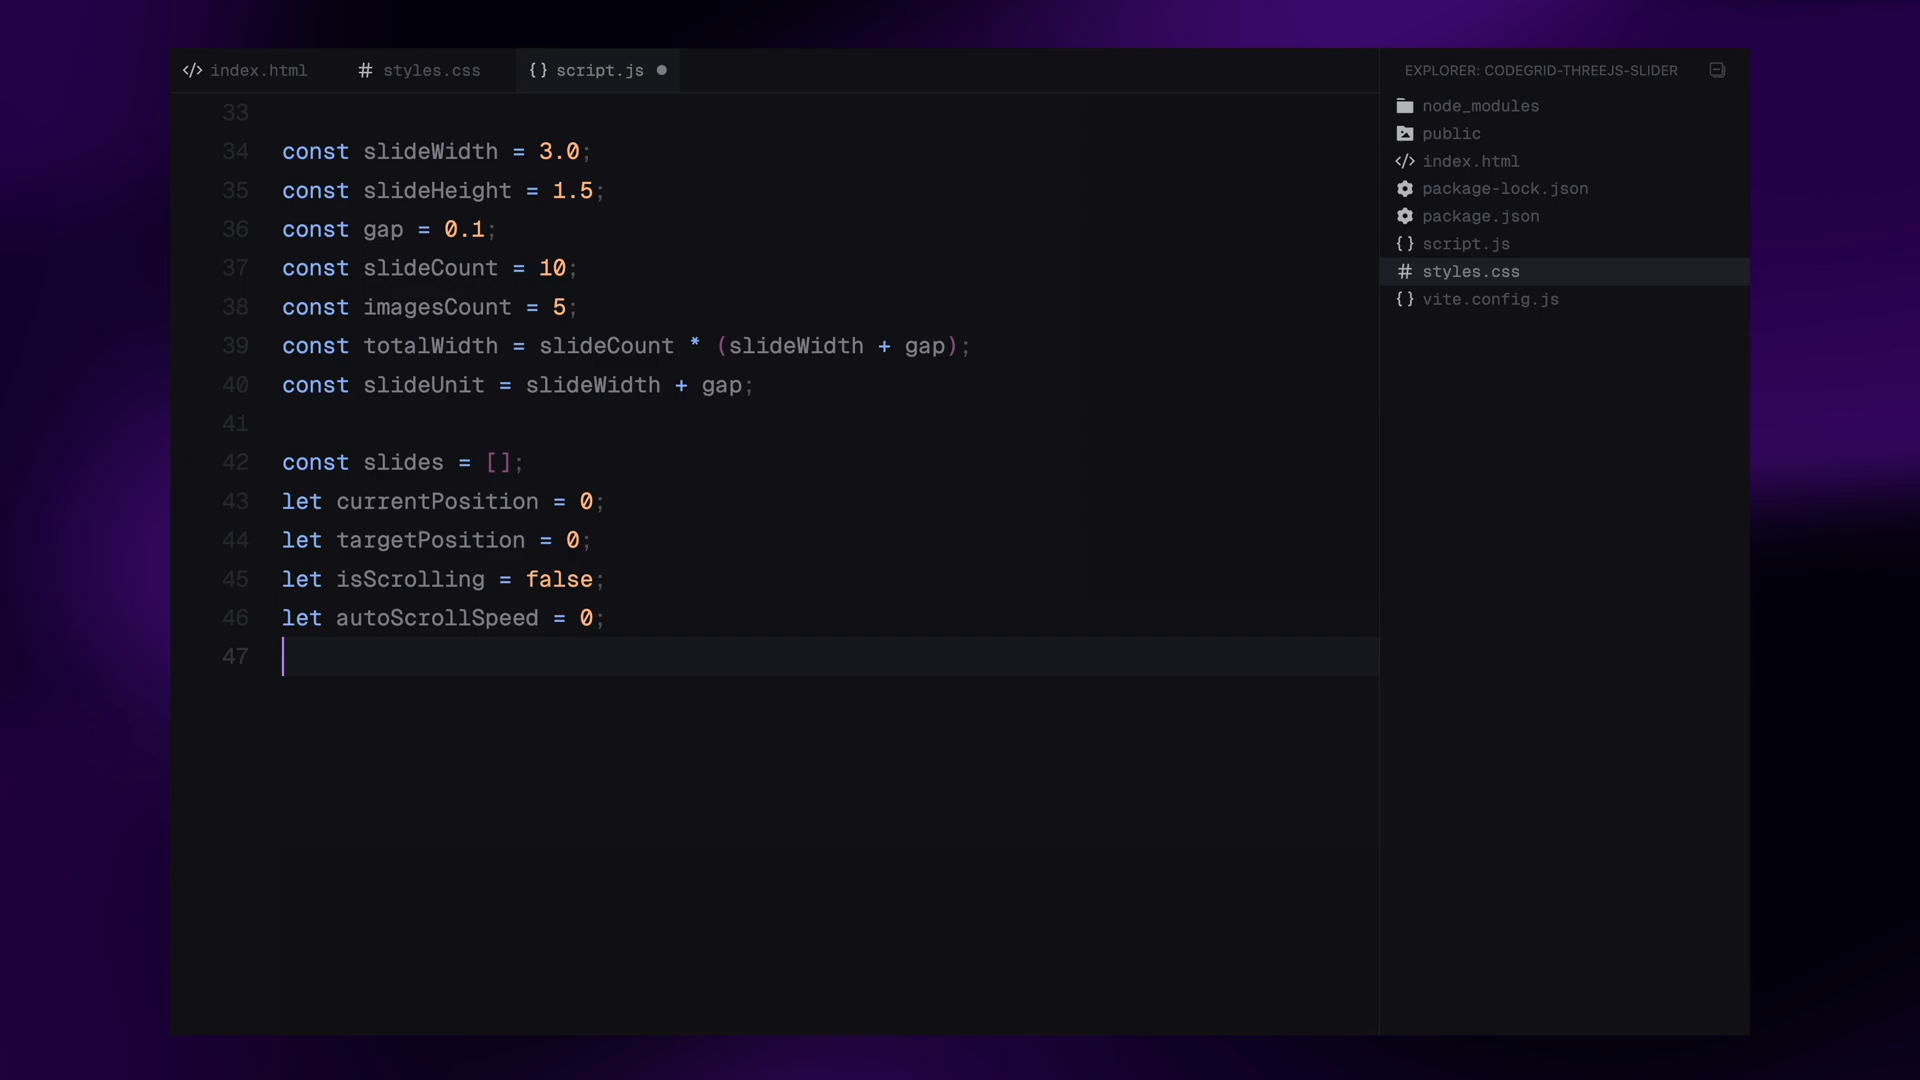 </> index.html # styles.css {} script.js ●
EXPLORER: CODEGRID-THREEJS-SLIDER
33
34 const slideWidth = 3.0;
35 const slideHeight = 1.5;
36 const gap = 0.1;
37 const slideCount = 10;
38 const imagesCount = 5;
39 const totalWidth = slideCount * (slideWidth + gap);
40 const slideUnit = slideWidth + gap;
41
42 const slides = [];
43 let currentPosition = 0;
44 let targetPosition = 0;
45 let isScrolling = false;
46 let autoScrollSpeed = 0;
47
node_modules
public
</> index.html
package-lock.json
package.json
{} script.js
# styles.css
{} vite.config.js